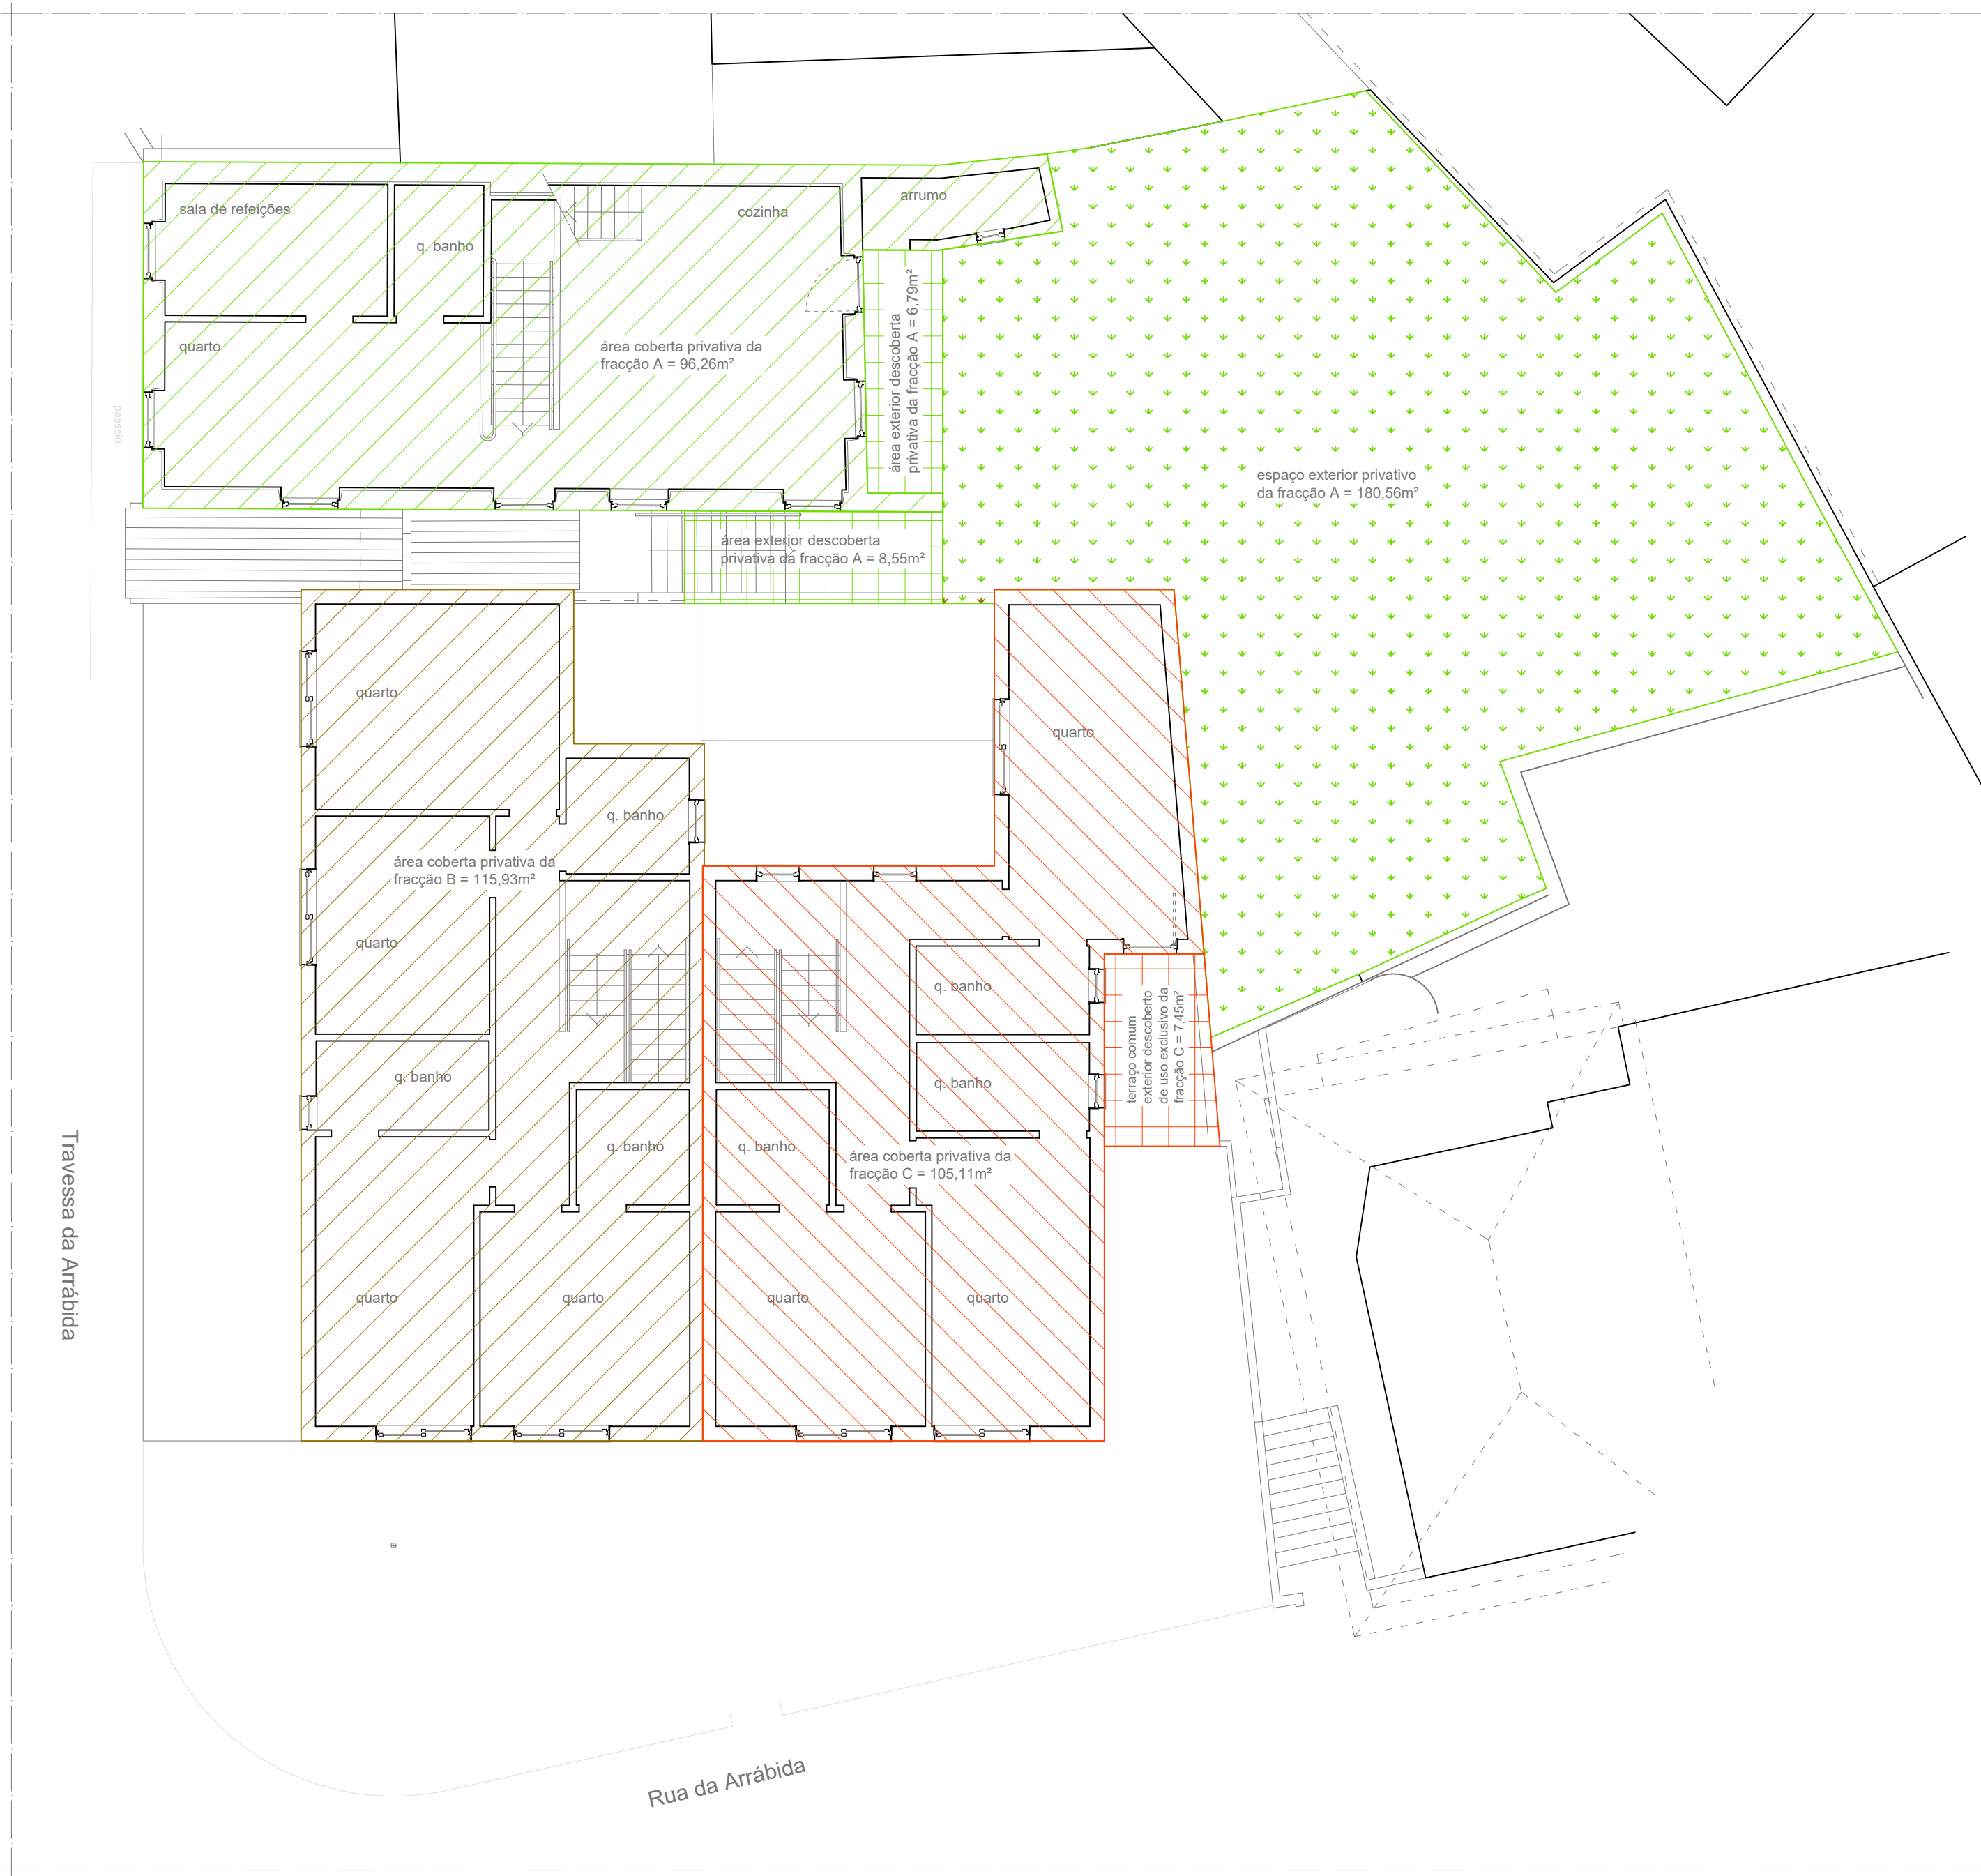 sala de refeições
q. banho
cozinha
arrumo
quarto
área coberta privativa da
fracção A = 96,26m²
área exterior descoberta
privativa da fracção A = 6,79m²
passeio
espaço exterior privativo
da fracção A = 180,56m²
área exterior descoberta
privativa da fracção A = 8,55m²
quarto
quarto
q. banho
área coberta privativa da
fracção B = 115,93m²
quarto
q. banho
q. banho
terraço comum
exterior descoberto
de uso exclusivo da
fracção C = 7,45m²
q. banho
q. banho
q. banho
área coberta privativa da
fracção C = 105,11m²
quarto
quarto
quarto
quarto
Travessa da Arrábida
Rua da Arrábida